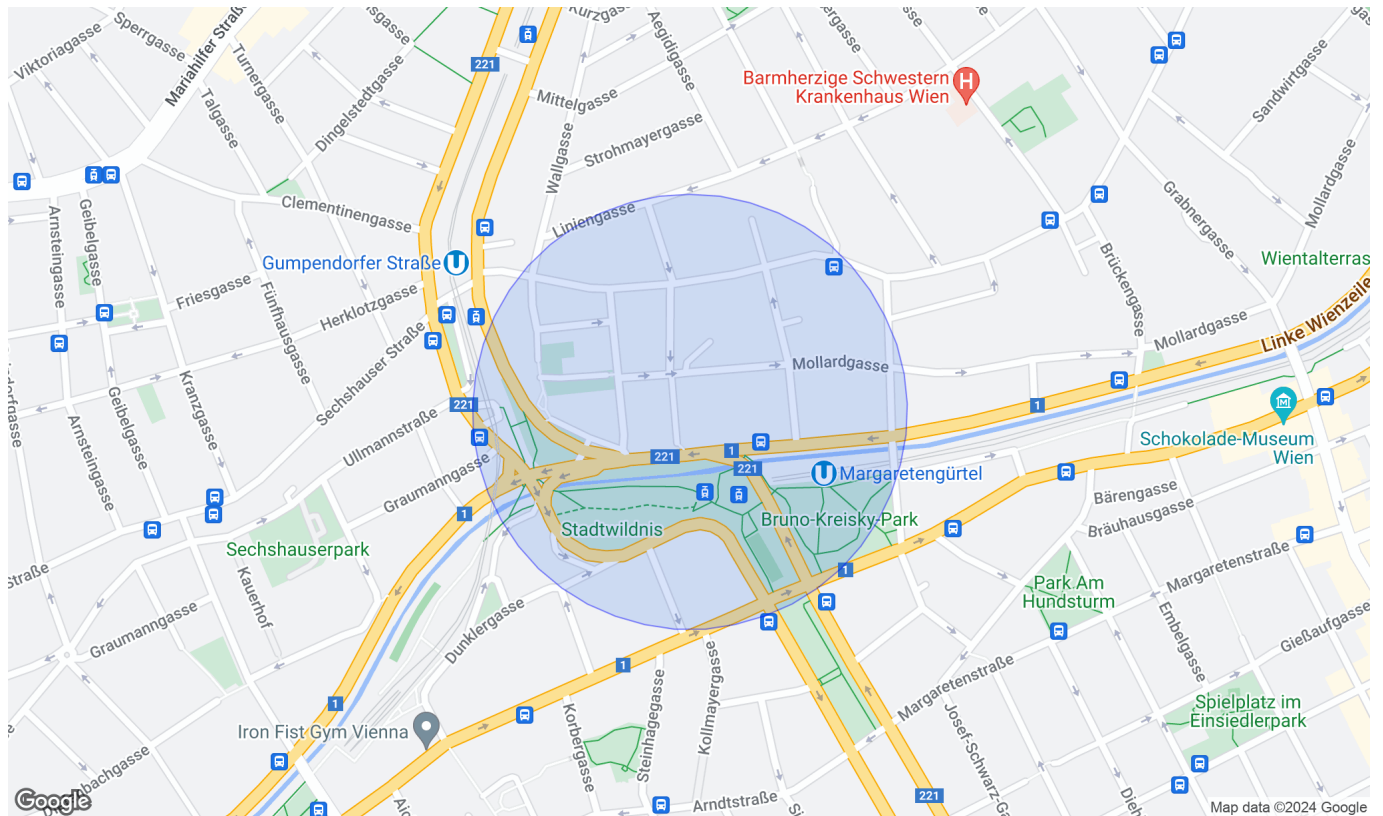 Viktoriagasse
Sperrgasse
Mariahilfer Straß
Turnergasse
Talgasse
Dingelstedtgasse
221
Kurzgas
Aegidigasse
Mittelgasse
Wallgasse
Strohmayergasse
Barmherzige Schwestern
Krankenhaus Wien
H
Sandwirtgasse
Mollardgasse
Grabnergasse
Brückengasse
Arnsteingasse
Geibelgasse
Clementinengasse
Liniengasse
Gumpendorfer Straße
U
Wientalterras
Friesgasse
Fünfhausgasse
Herklotzgasse
Sechshauser Straße
Linke Wienzeile
Mollardgasse
Mollardgasse
Kranzgasse
Geibelgasse
Arnsteingasse
221
1
Ullmannstraße
Graumanngasse
Schokolade-Museum
Wien
221
1
221
U
Margaretengürtel
Bärengasse
Bräuhausgasse
1
Stadtwildnis
Bruno-Kreisky-Park
Sechshauserpark
Straße
Kauerhof
1
Park Am
Hundsturm
Margaretenstraße
Graumanngasse
Dunklergasse
Embelgasse
Gießaufgasse
1
Kollmayergasse
Steinhagegasse
Margaretenstraße
1
Spielplatz im
Einsiedlerpark
Iron Fist Gym Vienna
Korbergasse
Josef-Schwarz-Ga
221
Arndtstraße
Dieh
Google
Map data ©2024 Google